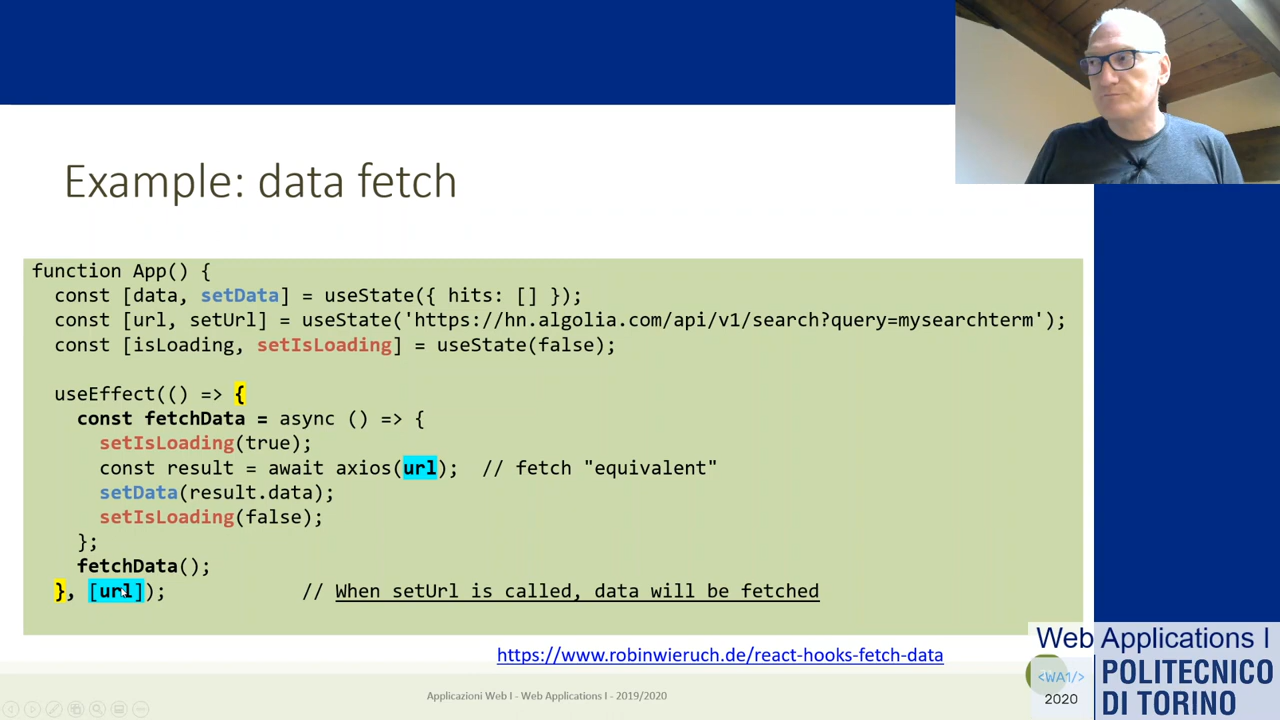 Example: data fetch
function App() {
const [data, setData] = useState({ hits: [] });
const [url, setUrl] = useState('https://hn.algolia.com/api/v1/search?query=mysearchterm');
const [isLoading, setIsLoading] = useState(false);
useEffect(() => {
const fetchData = async () => {
setIsLoading(true);
const result = await axios(url); // fetch "equivalent"
setData(result.data);
setIsLoading(false);
};
fetchData();
}, [url]); // When setUrl is called, data will be fetched
https://www.robinwieruch.de/react-hooks-fetch-data
Applicazioni Web I - Web Applications I - 2019/2020
Web Applications I
<WA1/>
2020
POLITECNICO
DI TORINO